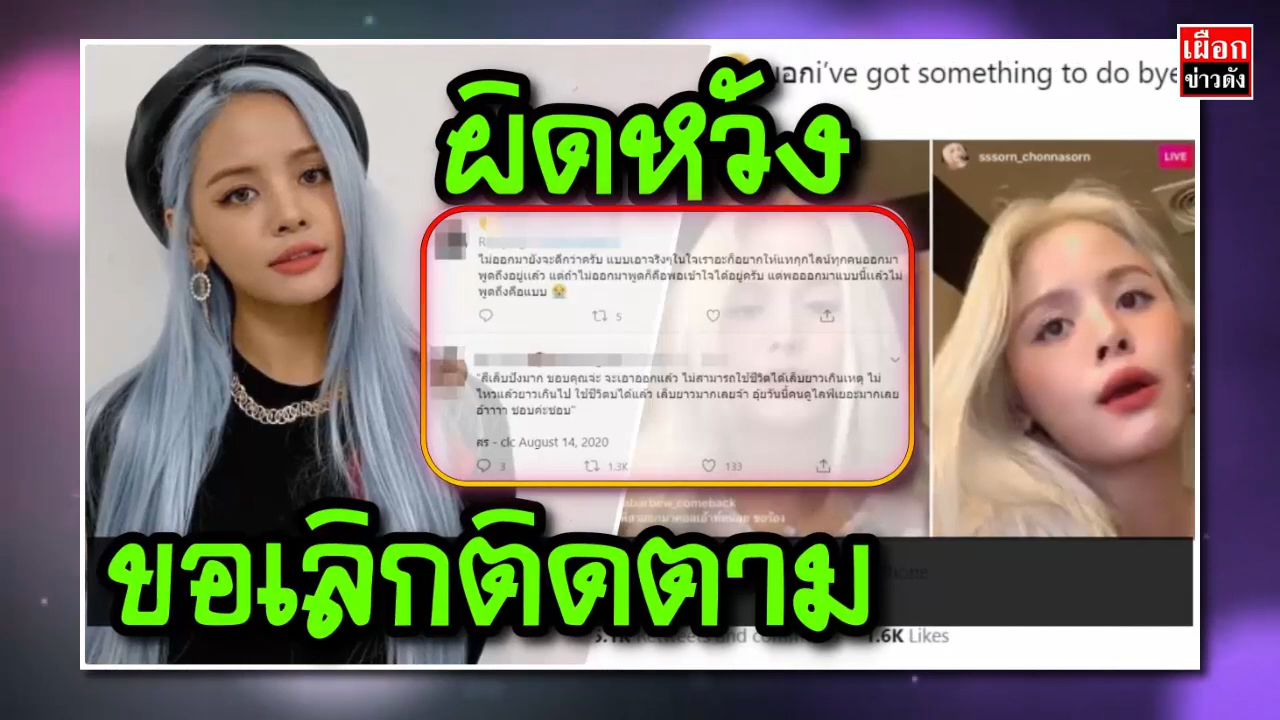 เผือก
ข่าวดัง
i've got something to do bye
ผิดหวัง
sssorn_chonnasorn
LIVE
ไม่ออกมายังจะดีกว่าครับ แบบเอาจริงๆในใจเราอะก็อยากให้แทกุกไลน์ทุกคนออกมา
พูดถึงอยู่แล้ว แต่ถ้าไม่ออกมาพูดก็คือพอเข้าใจได้อยู่ครับ แต่พอออกมาแบบนี้แล้วไม่
พูดถึงคือแบบ 😭
5
"สีเล็บปังมาก ขอบคุณจ่ะ จะเอาออกแล้ว ไม่สามารถใช้ชีวิตได้เล็บยาวเกินเหตุ ไม่
ไหวแล้วยาวเกินไป ใช้ชีวิตบ่ได้แล้ว เล็บยาวมากเลยจ้า อุ้ยวันนี้คนดูไลฟ์เยอะมากเลย
อ๋าาาา ชอบค่ะชอบ"
ศร - clc August 14, 2020
3 1.3K 133
ขอเลิกติดตาม
1.6K Likes